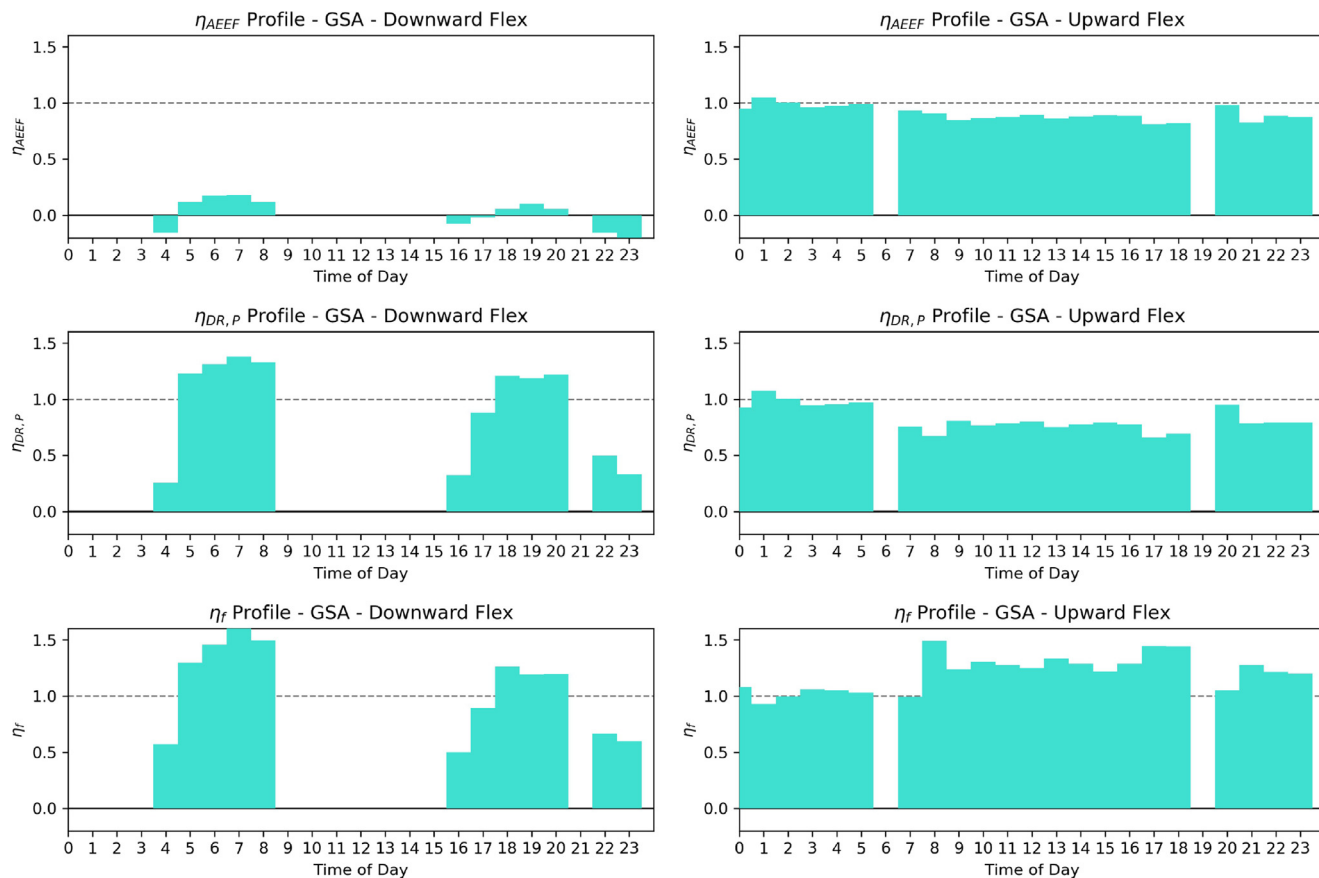 η_AEEF Profile - GSA - Downward Flex
1.5
1.0
0.5
0.0
η_AEEF
0 1 2 3 4 5 6 7 8 9 10 11 12 13 14 15 16 17 18 19 20 21 22 23
Time of Day
η_AEEF Profile - GSA - Upward Flex
1.5
1.0
0.5
0.0
η_AEEF
0 1 2 3 4 5 6 7 8 9 10 11 12 13 14 15 16 17 18 19 20 21 22 23
Time of Day
η_DR,P Profile - GSA - Downward Flex
1.5
1.0
0.5
0.0
η_DR,P
0 1 2 3 4 5 6 7 8 9 10 11 12 13 14 15 16 17 18 19 20 21 22 23
Time of Day
η_DR,P Profile - GSA - Upward Flex
1.5
1.0
0.5
0.0
η_DR,P
0 1 2 3 4 5 6 7 8 9 10 11 12 13 14 15 16 17 18 19 20 21 22 23
Time of Day
η_f Profile - GSA - Downward Flex
1.5
1.0
0.5
0.0
η_f
0 1 2 3 4 5 6 7 8 9 10 11 12 13 14 15 16 17 18 19 20 21 22 23
Time of Day
η_f Profile - GSA - Upward Flex
1.5
1.0
0.5
0.0
η_f
0 1 2 3 4 5 6 7 8 9 10 11 12 13 14 15 16 17 18 19 20 21 22 23
Time of Day